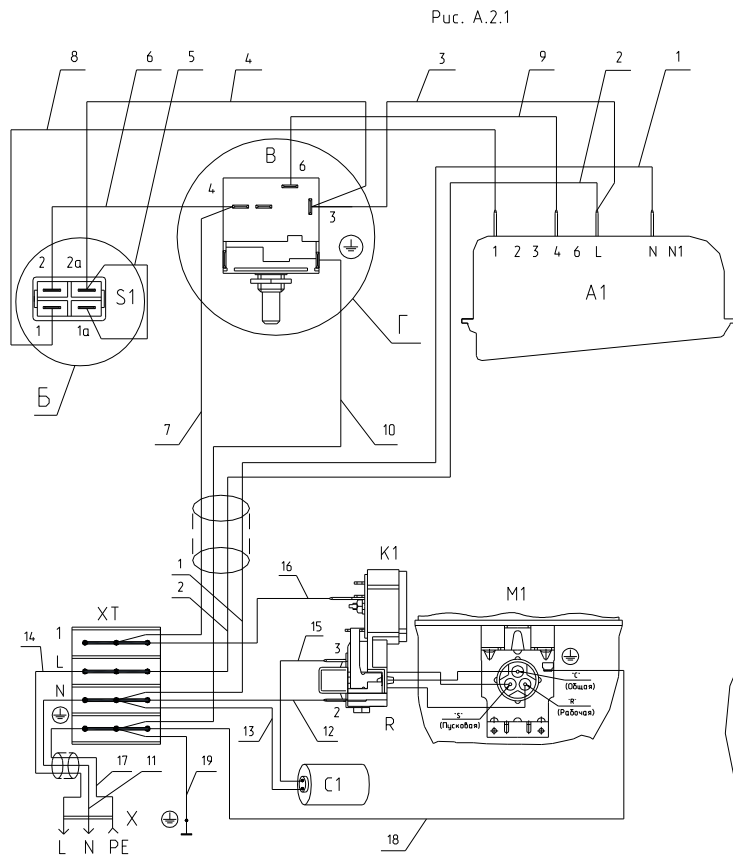 Рис. А.2.1
8 6 5 4 3 9 2 1
В
6
4
3
2 2а
S1
1 1а
Б
Г
1 2 3 4 6 L N N1
А1
7
10
1
2
16
К1
М1
ХТ
1
14
15
3
L
"С"
(Общая)
N
"R"
(Рабочая)
"S"
(Пусковая)
2
R
13
12
17 11 19
С1
Х
L N PE
18